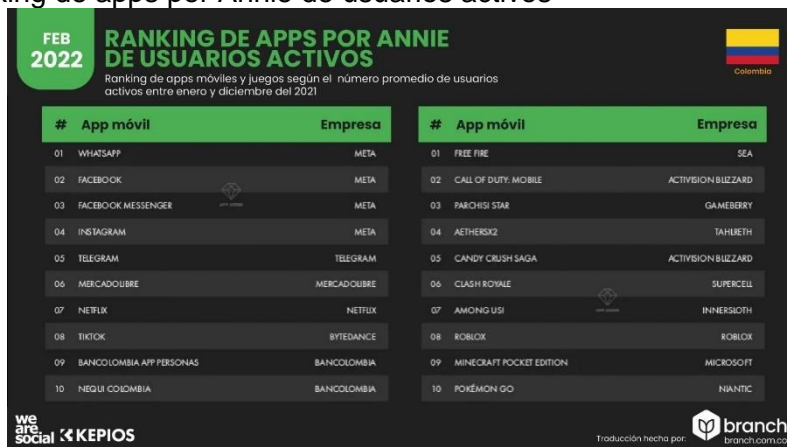 king de apps por Annie de usuarios activos
FEB
2022
RANKING DE APPS POR ANNIE
DE USUARIOS ACTIVOS
Ranking de apps móviles y juegos según el número promedio de usuarios
activos entre enero y diciembre del 2021
Colombia
# App móvil Empresa
01 WHATSAPP META
02 FACEBOOK META
03 FACEBOOK MESSENGER META
04 INSTAGRAM META
05 TELEGRAM TELEGRAM
06 MERCADOLIBRE MERCADOLIBRE
07 NETFLIX NETFLIX
08 TIKTOK BYTEDANCE
09 BANCOLOMBIA APP PERSONAS BANCOLOMBIA
10 NEQUI COLOMBIA BANCOLOMBIA
# App móvil Empresa
01 FREE FIRE SEA
02 CALL OF DUTY: MOBILE ACTIVISION BLIZZARD
03 PARCHISI STAR GAMEBERRY
04 AETHERSX2 TAHLRETH
05 CANDY CRUSH SAGA ACTIVISION BLIZZARD
06 CLASH ROYALE SUPERCELL
07 AMONG US! INNERSLOTH
08 ROBLOX ROBLOX
09 MINECRAFT POCKET EDITION MICROSOFT
10 POKÉMON GO NIANTIC
we
are
social KEPIOS
Traducción hecha por: branch
branch.com.co